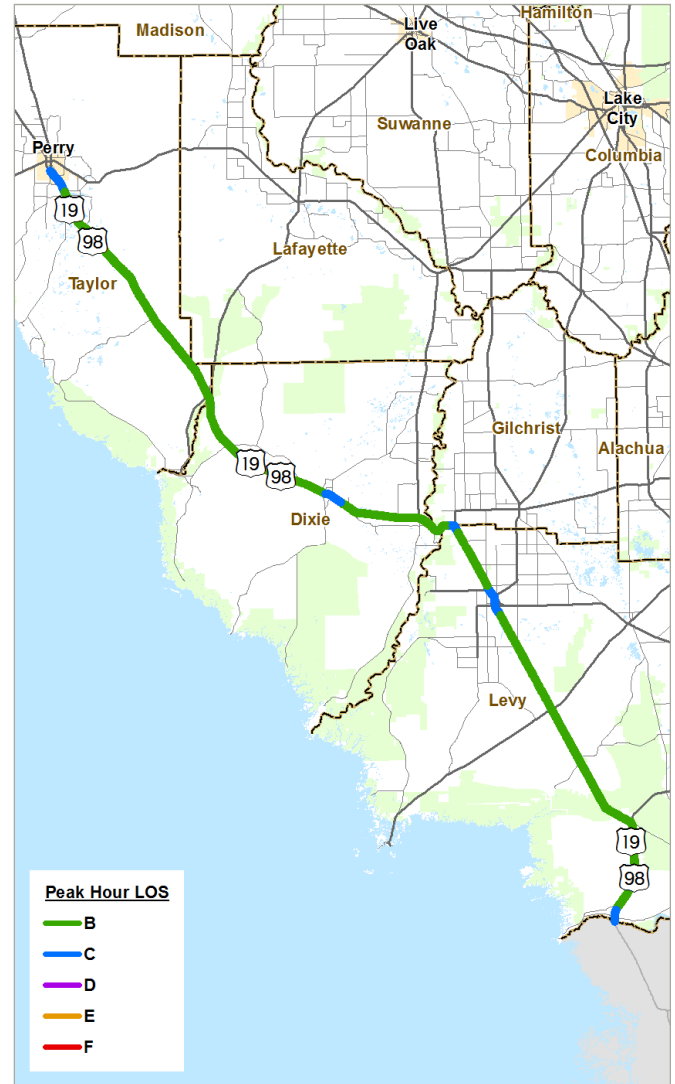 Madison
Hamilton
Live
Oak
Lake
City
Suwanne
Perry
Columbia
19
98
Lafayette
Taylor
Gilchrist
Alachua
19
98
Dixie
Levy
19
98
Peak Hour LOS
B
C
D
E
F